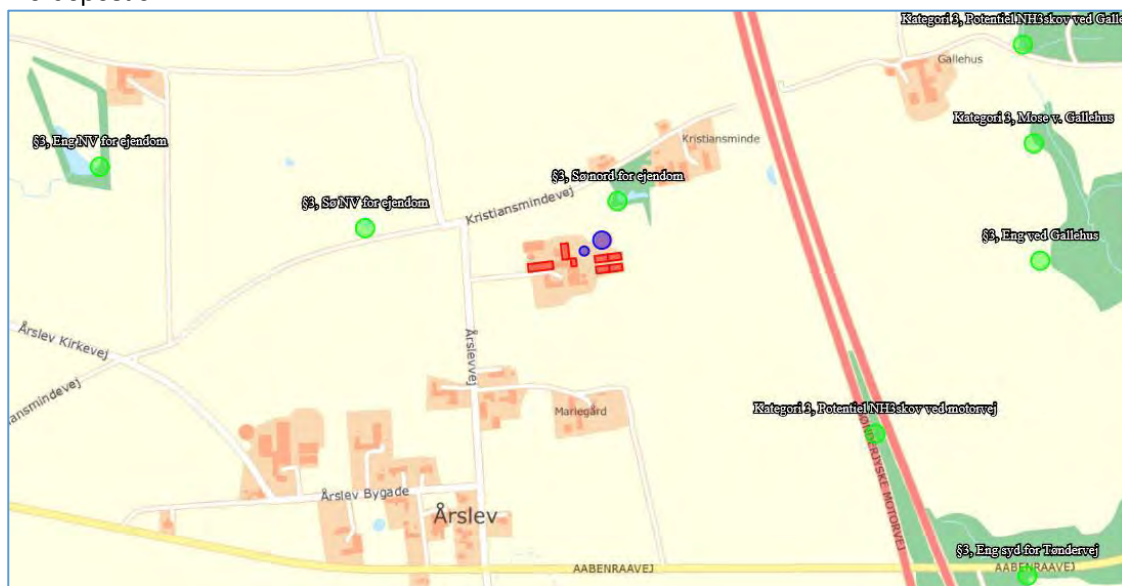 Kategori 3, Potentiel NH3skov ved Galle
Gallehus
Kategori 3, Mose v. Gallehus
§3, Eng NV for ejendom
Kristiansminde
§3, Sø nord for ejendom
§3, Sø NV for ejendom
Kristiansmindevej
§3, Eng ved Gallehus
Årslev Kirkevej
Årslevvej
ansmindevej
Mariegård
Kategori 3, Potentiel NH3skov ved motorvej
ØNDERJYSKE MOTORVEJ
Årslev Bygade
Årslev
§3, Eng syd for Tøndervej
AABENRAAVEJ
AABENRAAVEJ